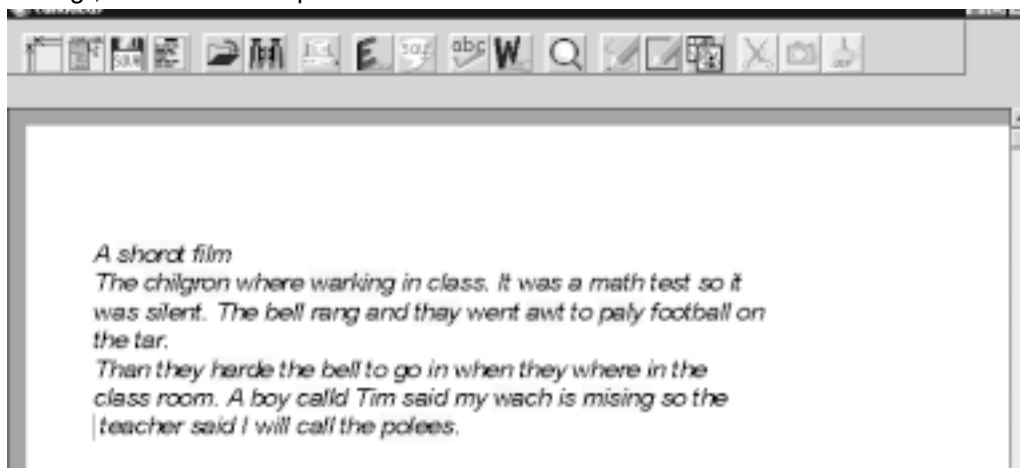 abc W
A shorct film
The chilgron where warking in class. It was a math test so it
was silent. The bell rang and thay went awt to paly football on
the tar.
Than they harde the bell to go in when they where in the
class room. A boy calld Tim said my wach is mising so the
teacher said I will call the polees.